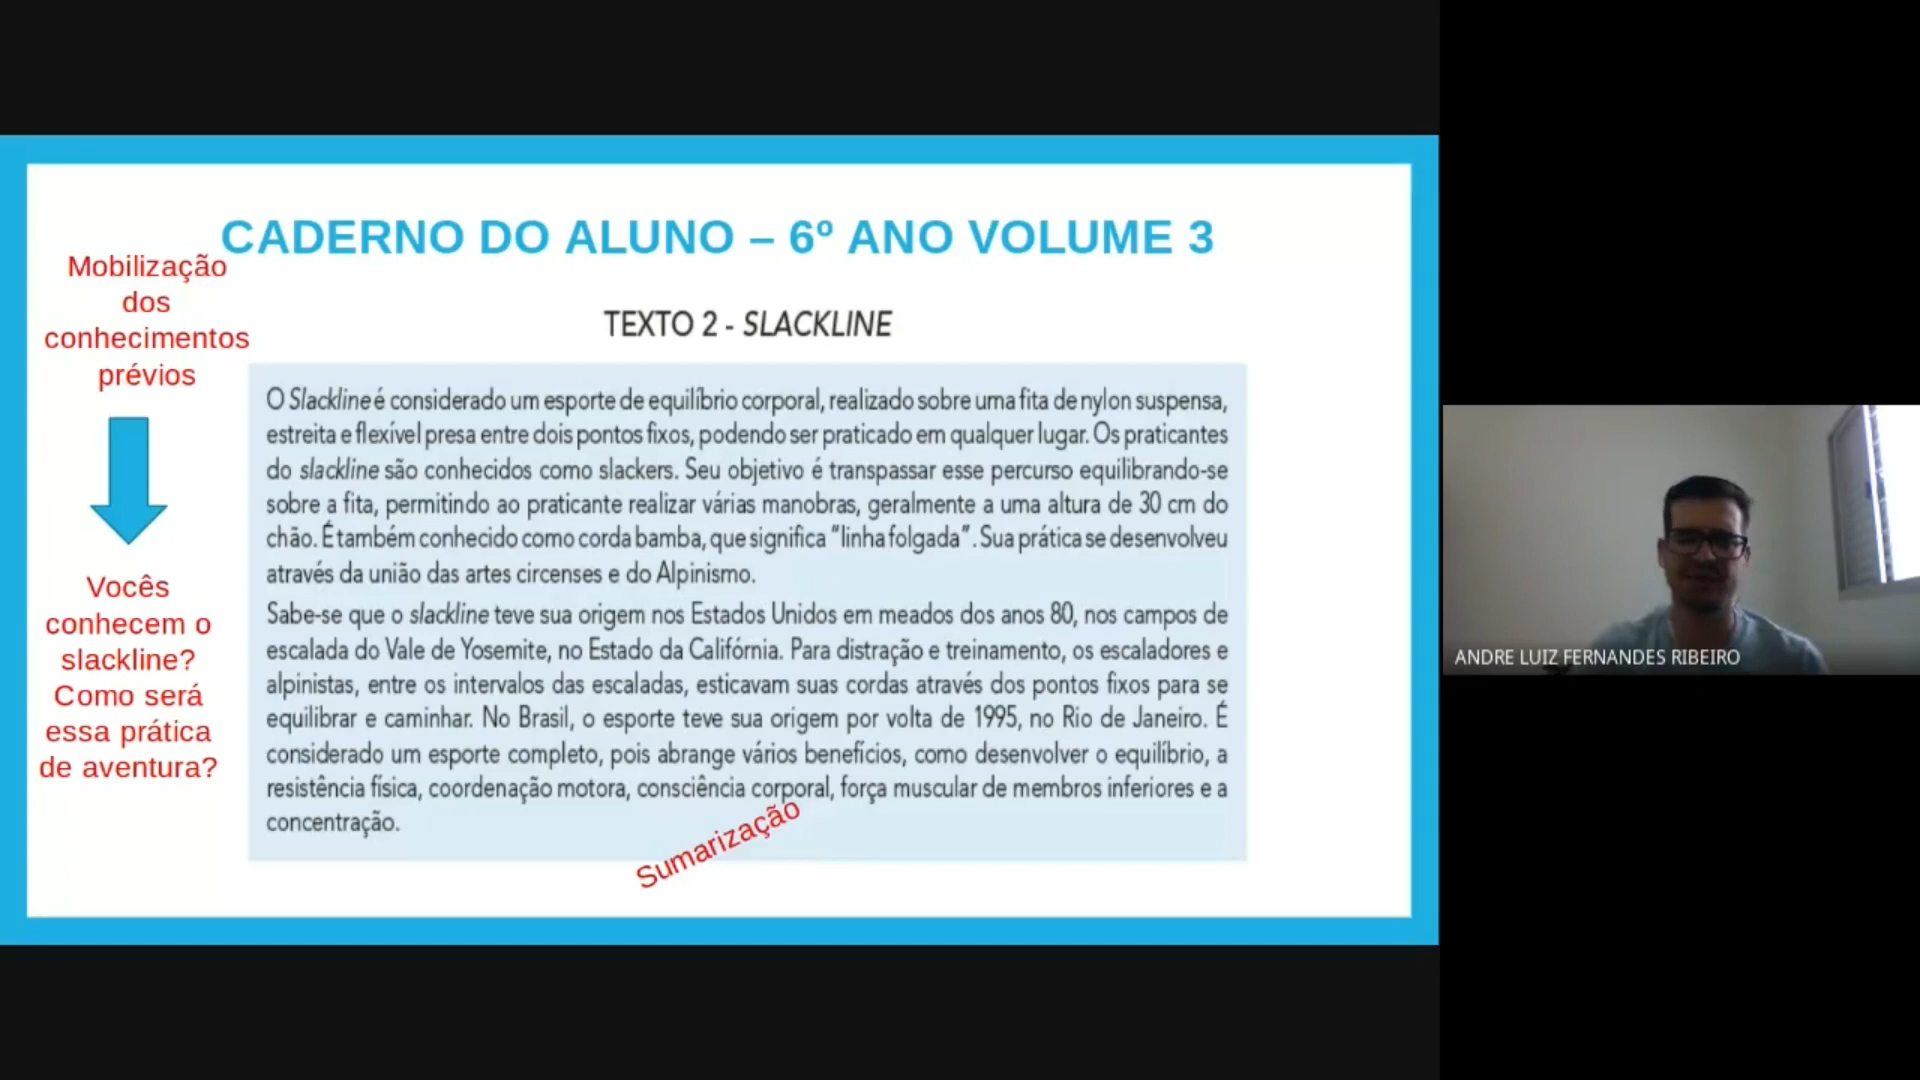 CADERNO DO ALUNO – 6º ANO VOLUME 3
Mobilização
dos
conhecimentos
prévios
Vocês
conhecem o
slackline?
Como será
essa prática
de aventura?
TEXTO 2 - SLACKLINE
O Slackline é considerado um esporte de equilíbrio corporal, realizado sobre uma fita de nylon suspensa,
estreita e flexível presa entre dois pontos fixos, podendo ser praticado em qualquer lugar. Os praticantes
do slackline são conhecidos como slackers. Seu objetivo é transpassar esse percurso equilibrando-se
sobre a fita, permitindo ao praticante realizar várias manobras, geralmente a uma altura de 30 cm do
chão. É também conhecido como corda bamba, que significa “linha folgada”. Sua prática se desenvolveu
através da união das artes circenses e do Alpinismo.
Sabe-se que o slackline teve sua origem nos Estados Unidos em meados dos anos 80, nos campos de
escalada do Vale de Yosemite, no Estado da Califórnia. Para distração e treinamento, os escaladores e
alpinistas, entre os intervalos das escaladas, esticavam suas cordas através dos pontos fixos para se
equilibrar e caminhar. No Brasil, o esporte teve sua origem por volta de 1995, no Rio de Janeiro. É
considerado um esporte completo, pois abrange vários benefícios, como desenvolver o equilíbrio, a
resistência física, coordenação motora, consciência corporal, força muscular de membros inferiores e a
concentração.
Sumarização
ANDRE LUIZ FERNANDES RIBEIRO